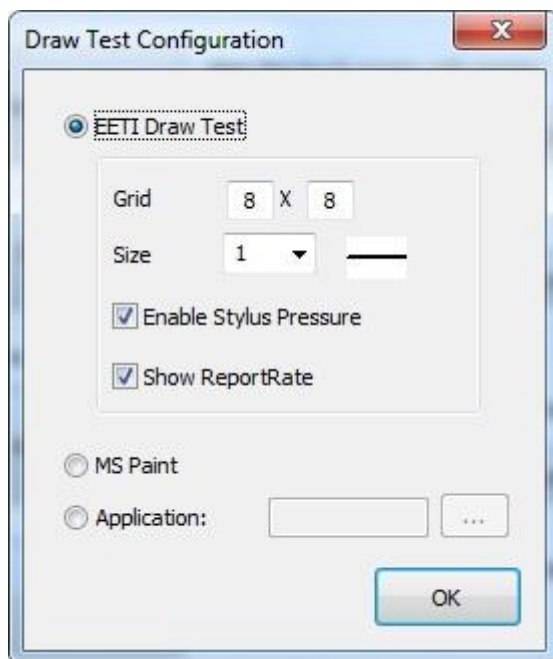 Draw Test Configuration
EETI Draw Test
Grid 8 X 8
Size 1
Enable Stylus Pressure
Show ReportRate
MS Paint
Application: ...
OK